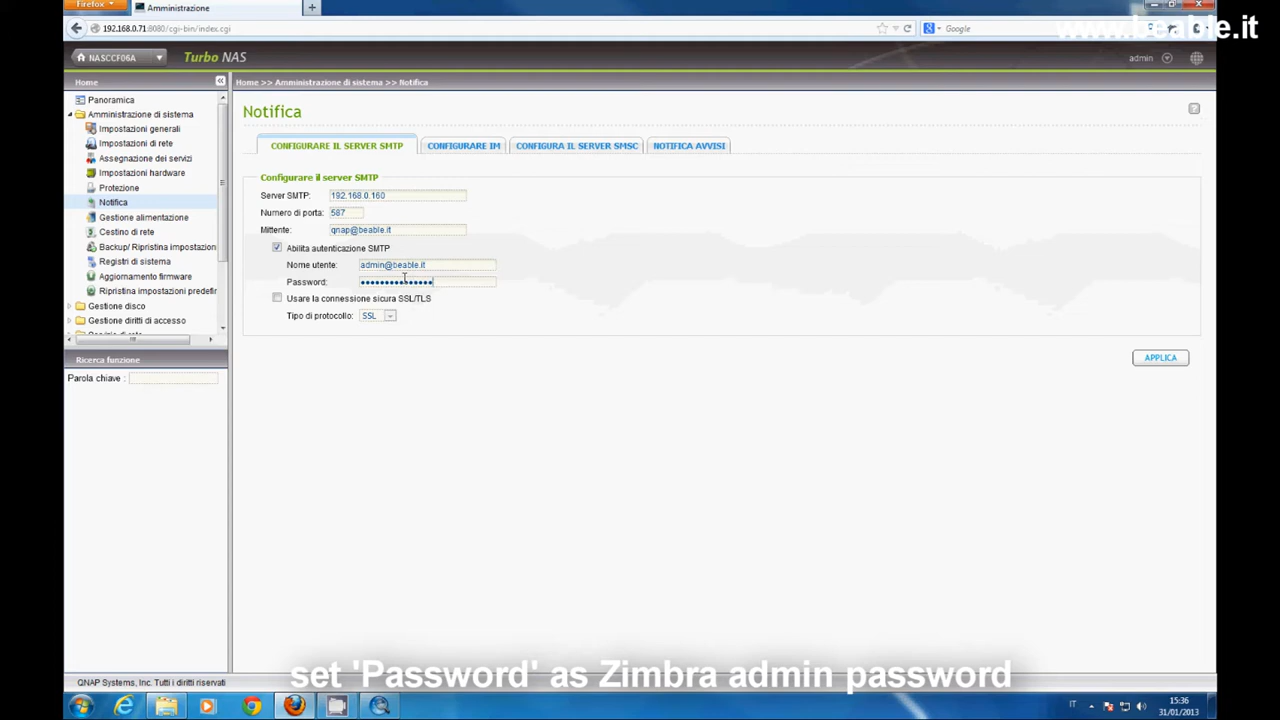 Firefox
Amministrazione
www.beable.it
192.168.0.71:8080/cgi-bin/index.cgi
Google
NASCCF06A
Turbo NAS
admin
Home
Home >> Amministrazione di sistema >> Notifica
Panoramica
Amministrazione di sistema
Impostazioni generali
Impostazioni di rete
Assegnazione dei servizi
Impostazioni hardware
Protezione
Notifica
Gestione alimentazione
Cestino di rete
Backup/ Ripristina impostazion
Registri di sistema
Aggiornamento firmware
Ripristina impostazioni predefir
Gestione disco
Gestione diritti di accesso
Ricerca funzione
Parola chiave :
Notifica
CONFIGURARE IL SERVER SMTP
CONFIGURARE IM
CONFIGURA IL SERVER SMSC
NOTIFICA AVVISI
Configurare il server SMTP
Server SMTP: 192.168.0.160
Numero di porta: 587
Mittente: qnap@beable.it
Abilita autenticazione SMTP
Nome utente: admin@beable.it
Password: •••••••••••••••
Usare la connessione sicura SSL/TLS
Tipo di protocollo: SSL
APPLICA
set 'Password' as Zimbra admin password
QNAP Systems, Inc. Tutti i diritti riservati
IT
15:36
31/01/2013